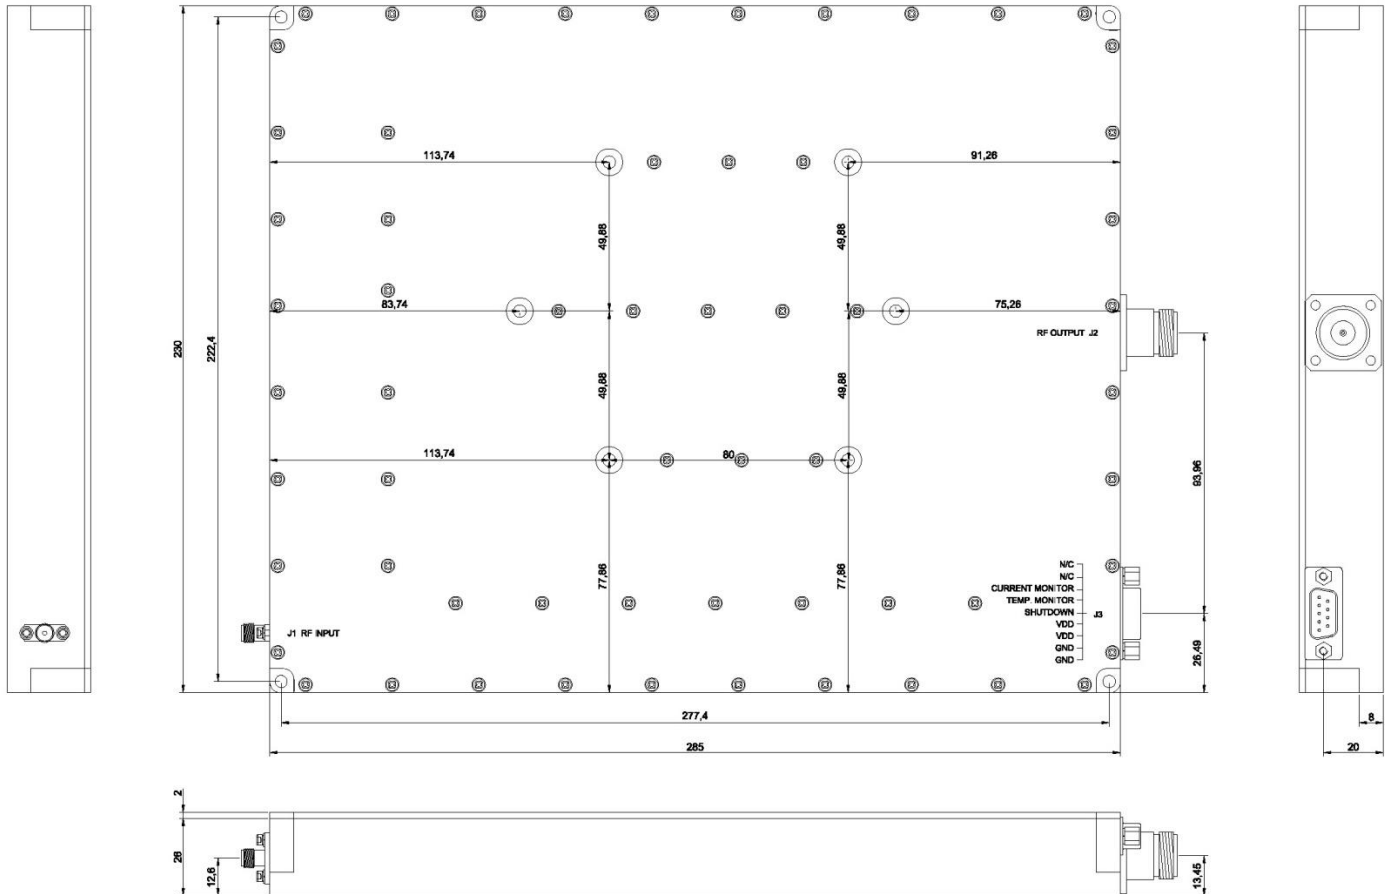 113,74
91,26
49,88
49,88
83,74
75,26
RF OUTPUT J2
230
222,4
49,88
49,88
113,74
80
93,96
77,86
77,86
N/C
N/C
CURRENT MONITOR
TEMP. MONITOR
SHUTDOWN
J3
VDD
VDD
GND
GND
J1 RF INPUT
26,49
277,4
8
285
20
2
26
12,6
13,45